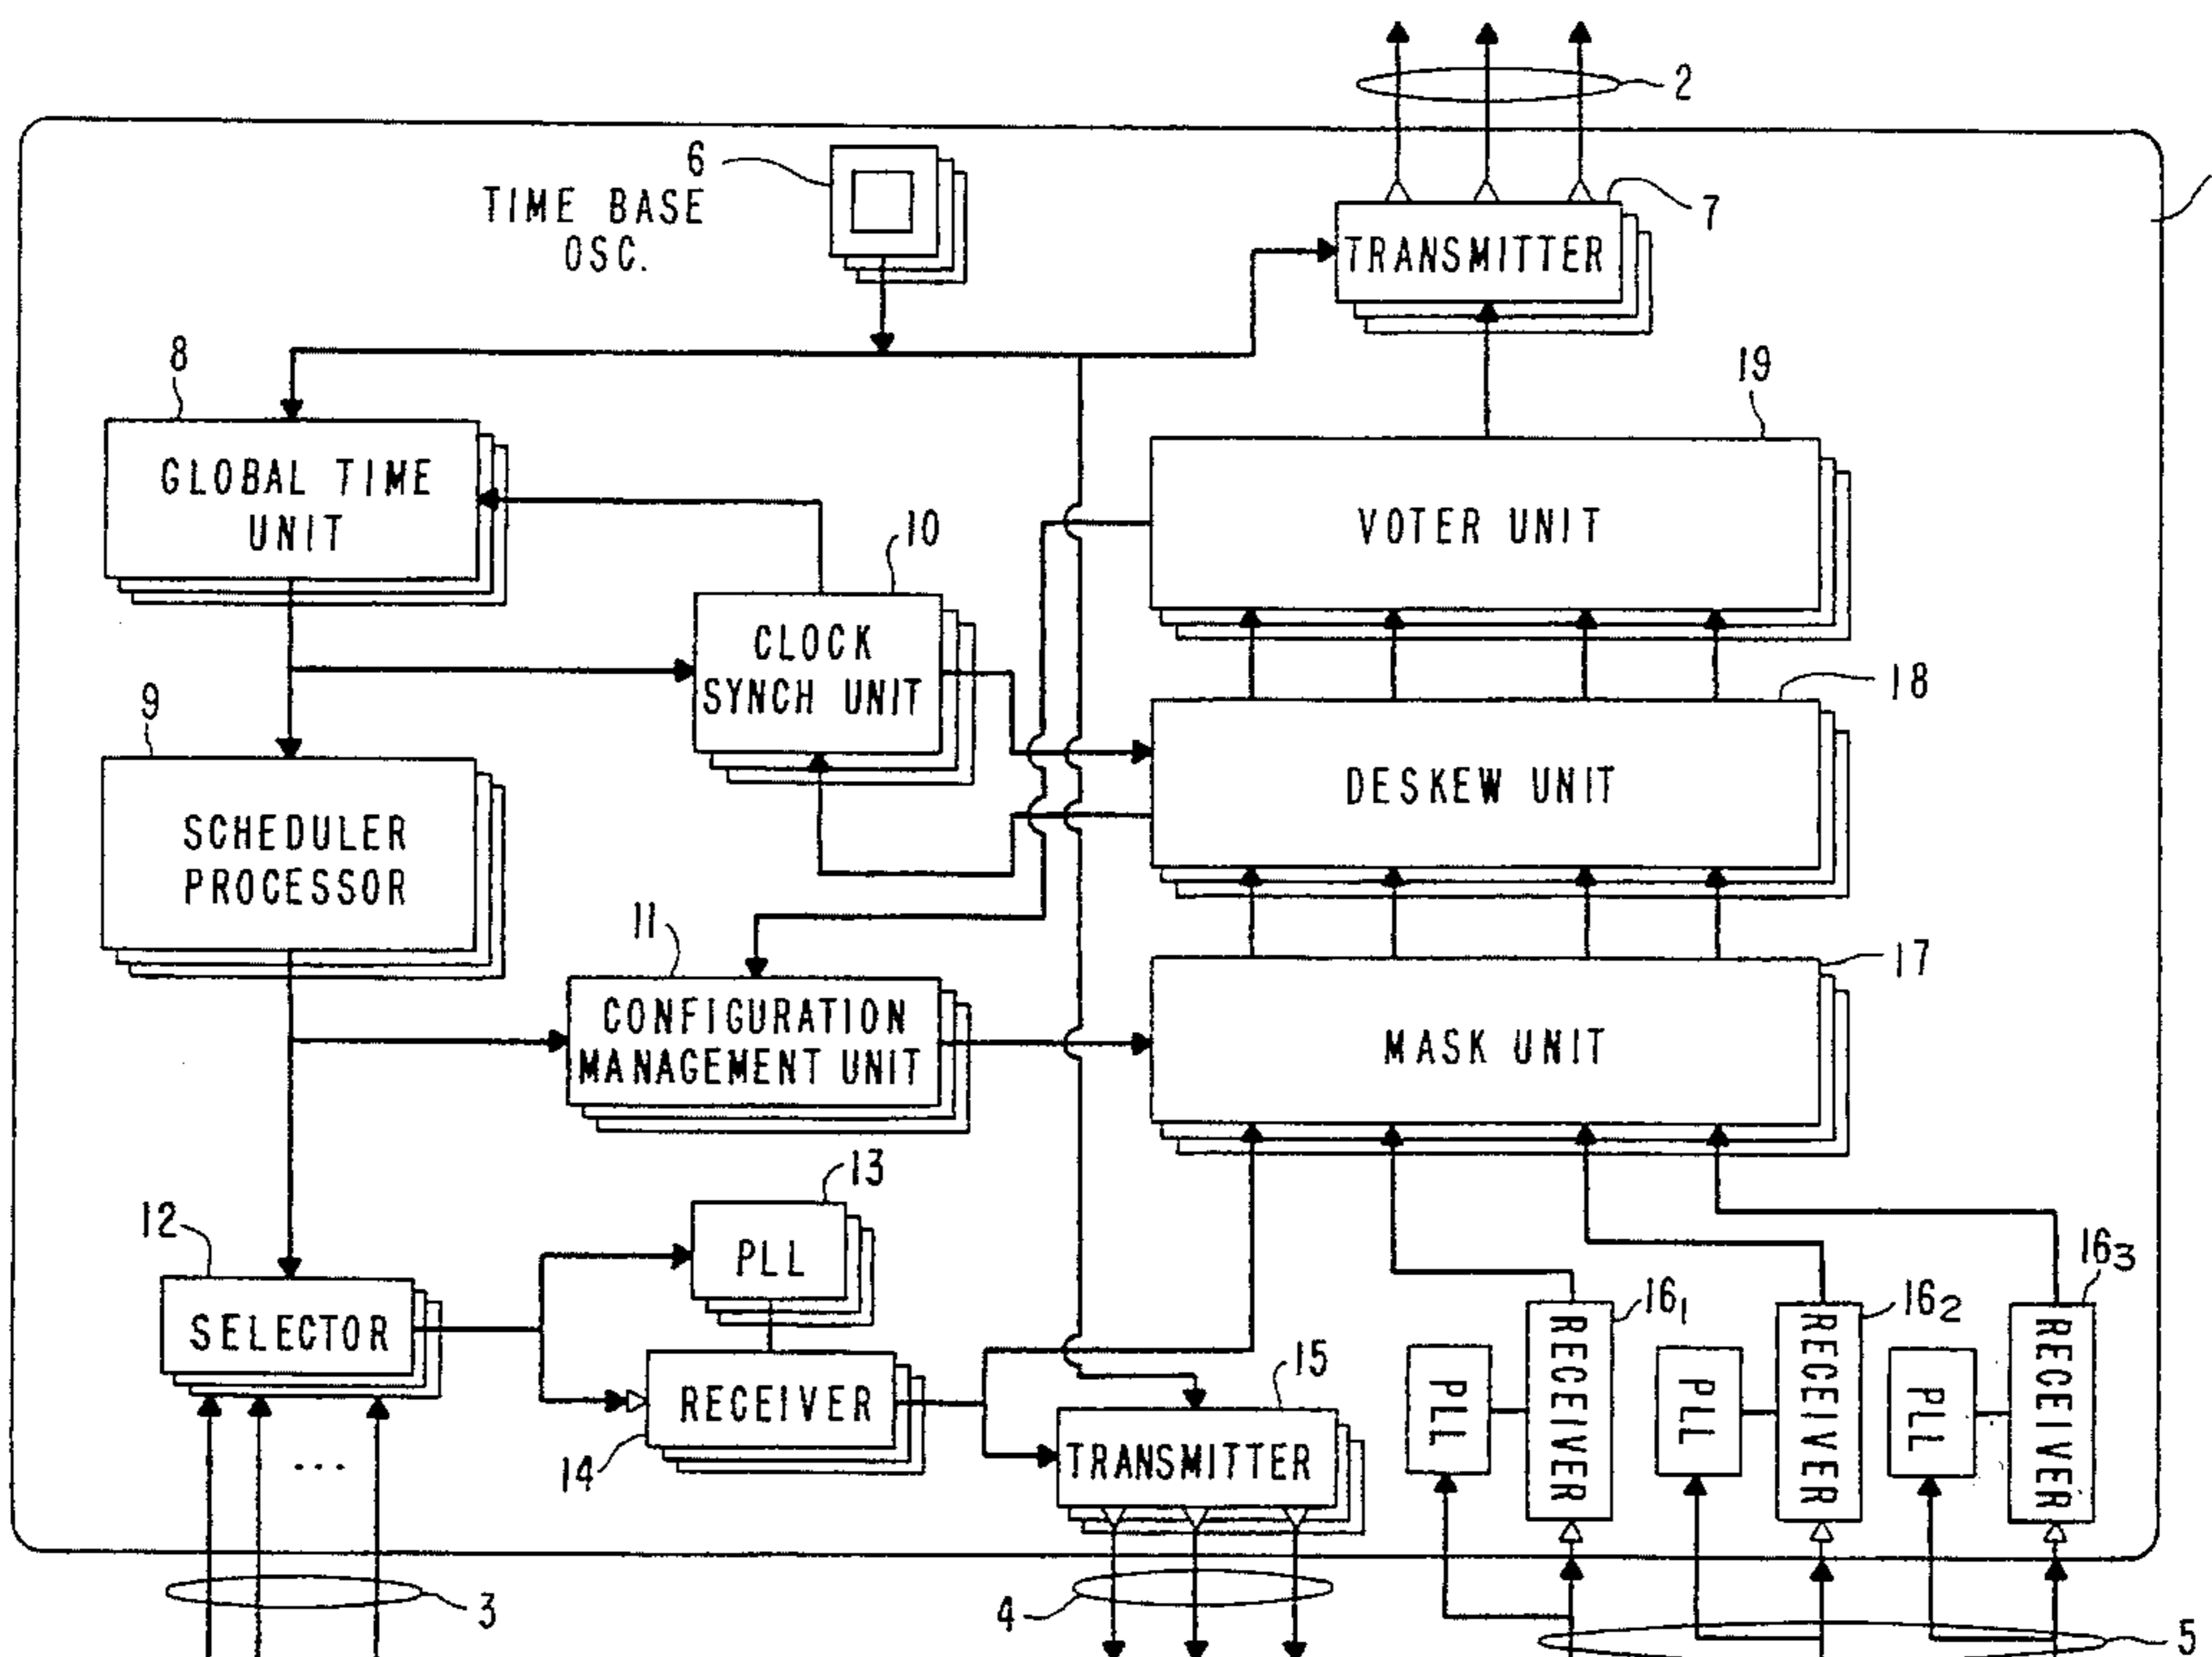 2
6
TIME BASE
OSC.
7
TRANSMITTER
8
19
GLOBAL TIME
UNIT
VOTER UNIT
10
CLOCK
SYNCH UNIT
9
18
DESKEW UNIT
SCHEDULER
PROCESSOR
11
17
CONFIGURATION
MANAGEMENT UNIT
MASK UNIT
13
12
PLL
SELECTOR
14
RECEIVER
15
TRANSMITTER
16₁
16₂
16₃
PLL
RECEIVER
PLL
RECEIVER
PLL
RECEIVER
...
3
4
5